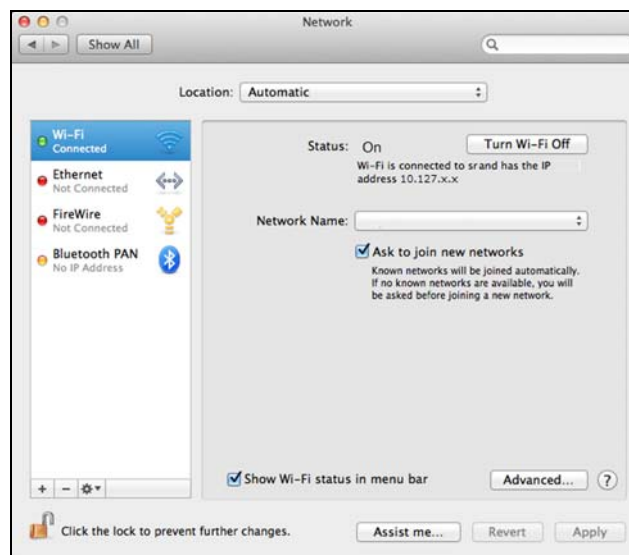 Network
Show All
Location: Automatic
Wi-Fi
Connected
Ethernet
Not Connected
FireWire
Not Connected
Bluetooth PAN
No IP Address
Status: On
Turn Wi-Fi Off
Wi-Fi is connected to srand has the IP
address 10.127.x.x
Network Name:
Ask to join new networks
Known networks will be joined automatically.
If no known networks are available, you will
be asked before joining a new network.
Show Wi-Fi status in menu bar
Advanced... ?
Click the lock to prevent further changes.
Assist me... Revert Apply